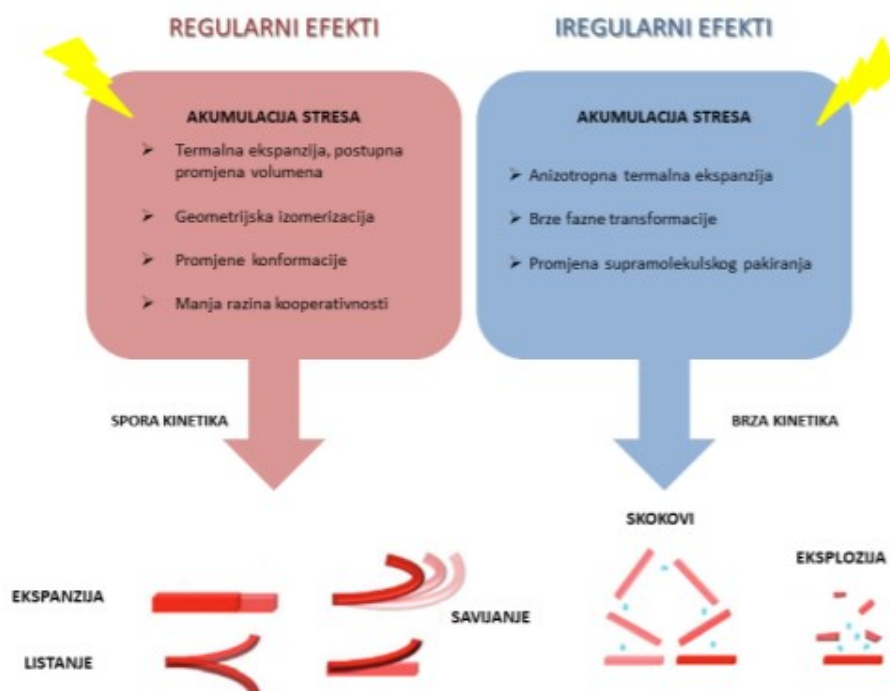 REGULARNI EFEKTI
AKUMULACIJA STRESA
Termalna ekspanzija, postupna
promjena volumena
Geometrijska izomerizacija
Promjene konformacije
Manja razina kooperativnosti
SPORA KINETIKA
EKSPANZIJA
SAVIJANJE
LISTANJE
IREGULARNI EFEKTI
AKUMULACIJA STRESA
Anizotropna termalna ekspanzija
Brze fazne transformacije
Promjena supramolekulskog pakiranja
BRZA KINETIKA
SKOKOVI
EKSPLOZIJA